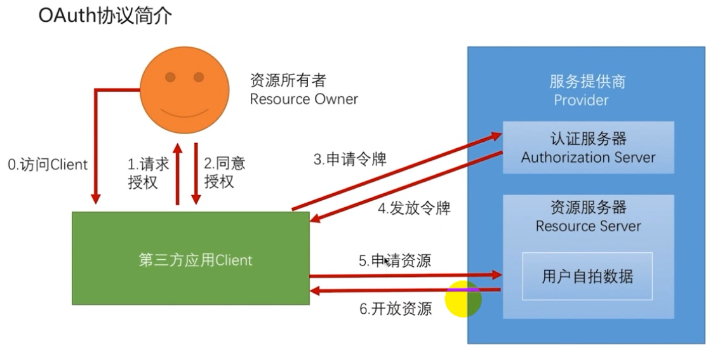 OAuth协议简介
资源所有者
Resource Owner
服务提供商
Provider
认证服务器
Authorization Server
0.访问Client
1.请求
授权
2.同意
授权
3.申请令牌
4.发放令牌
资源服务器
Resource Server
第三方应用Client
5.申请资源
用户自拍数据
6.开放资源